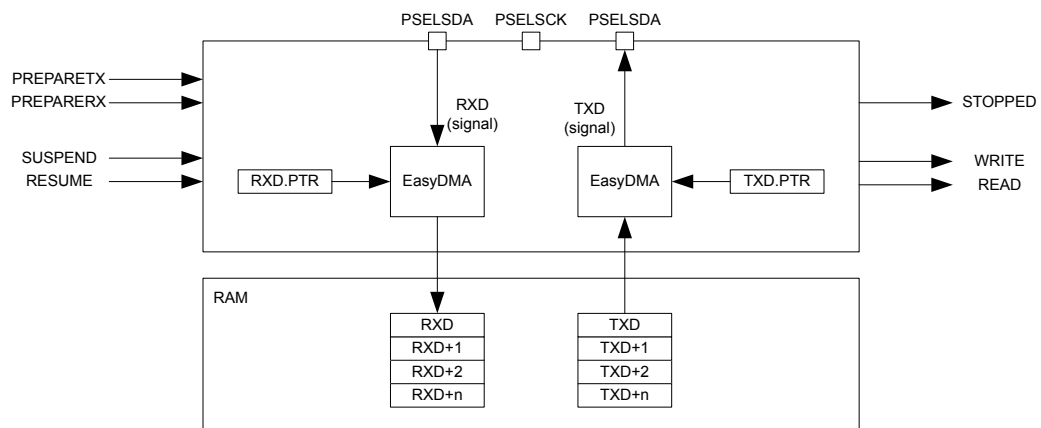 PSELSDA PSELSCK PSELSDA
PREPARETX
PREPARERX
RXD
(signal)
TXD
(signal)
STOPPED
SUSPEND
RESUME
RXD.PTR
EasyDMA
EasyDMA
TXD.PTR
WRITE
READ
RAM
RXD
RXD+1
RXD+2
RXD+n
TXD
TXD+1
TXD+2
TXD+n